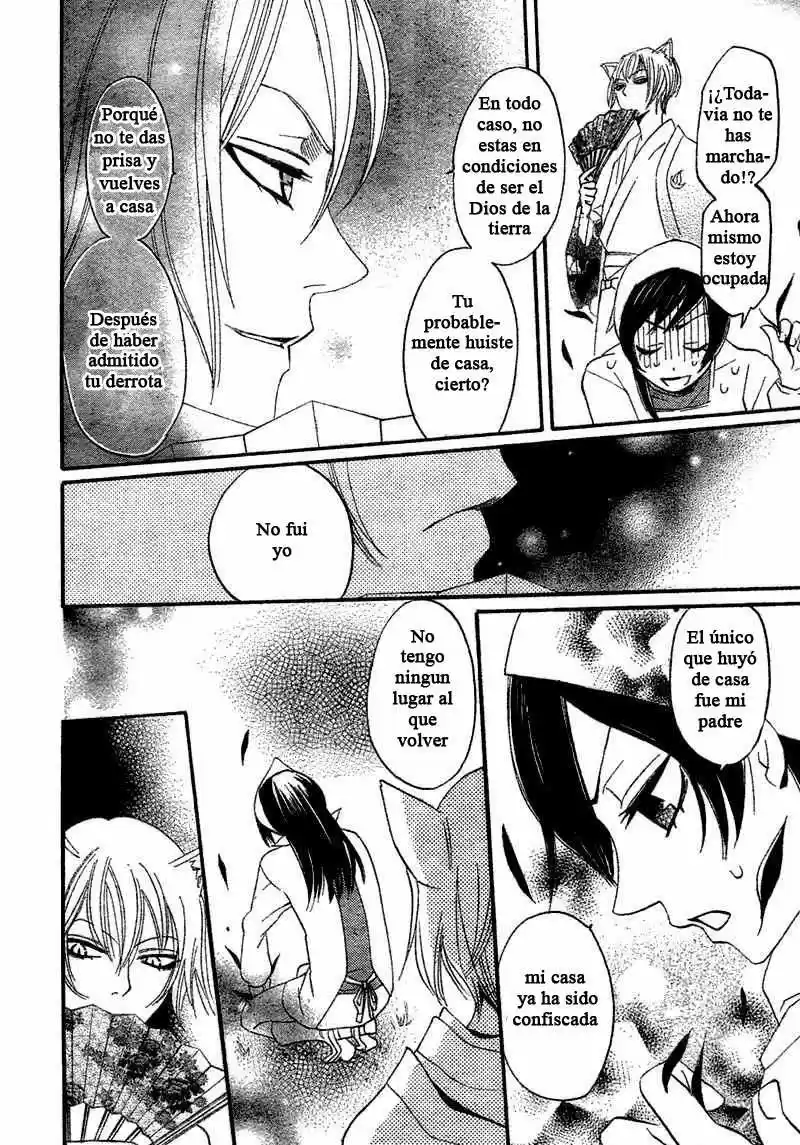 ¡¿Toda-
via no te
has
marcha-
do!?
Ahora
mismo
estoy
ocupada
En todo
caso, no
estas en
condiciones
de ser el
Dios de la
tierra
Tu
probable-
mente huiste
de casa,
cierto?
Porqué
no te das
prisa y
vuelves
a casa
Después
de haber
admitido
tu derrota
No fui
yo
El único
que huyó
de casa
fue mi
padre
mi casa
ya ha sido
confiscada
No
tengo
ningun
lugar al
que
volver